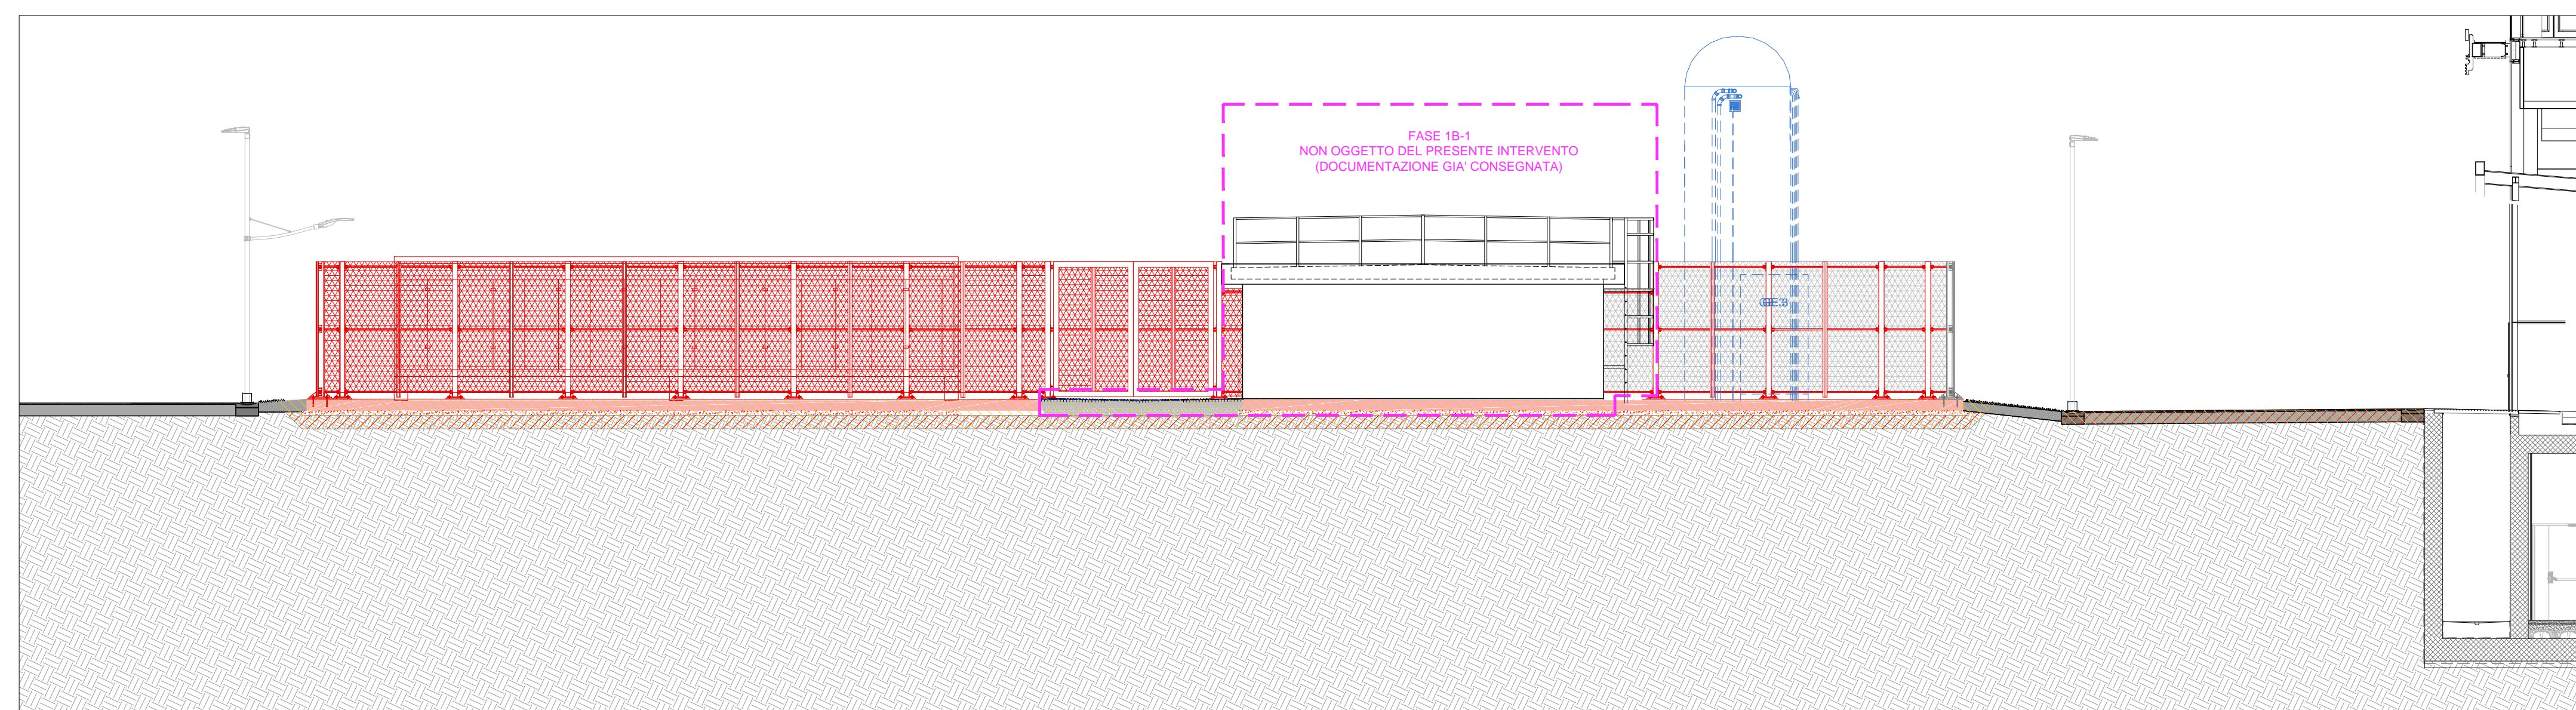 FASE 1B-1
NON OGGETTO DEL PRESENTE INTERVENTO
(DOCUMENTAZIONE GIA' CONSEGNATA)